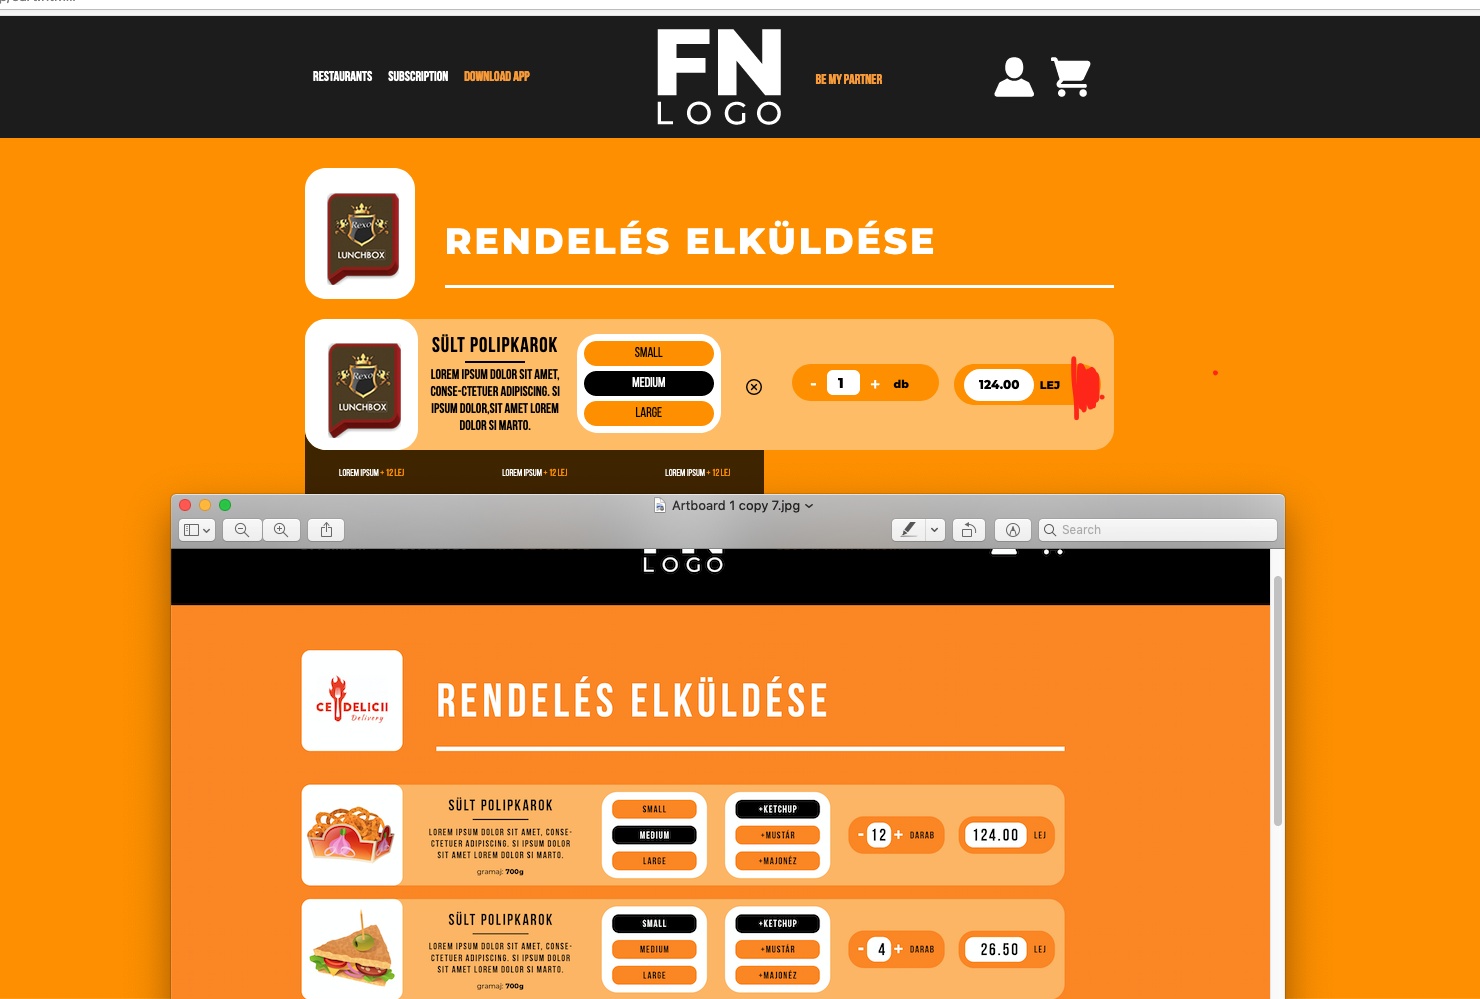 RESTAURANTS SUBSCRIPTION DOWNLOAD APP
FN
LOGO
BE MY PARTNER
Rexo
LUNCHBOX
RENDELÉS ELKÜLDÉSE
Rexo
LUNCHBOX
SÜLT POLIPKAROK
LOREM IPSUM DOLOR SIT AMET,
CONSE-CTETUER ADIPISCING. SI
IPSUM DOLOR,SIT AMET LOREM
DOLOR SI MARTO.
SMALL
MEDIUM
LARGE
- 1 + db
124.00 LEJ
LOREM IPSUM + 12 LEJ
LOREM IPSUM + 12 LEJ
LOREM IPSUM + 12 LEJ
Artboard 1 copy 7.jpg
Search
LOGO
CE DELICII
Delivery
RENDELÉS ELKÜLDÉSE
SÜLT POLIPKAROK
LOREM IPSUM DOLOR SIT AMET, CONSE-
CTETUER ADIPISCING. SI IPSUM DOLOR
SIT AMET LOREM DOLOR SI MARTO.
gramaj: 700g
SMALL
MEDIUM
LARGE
+KETCHUP
+MUSTÁR
+MAJONÉZ
- 12 + DARAB
124.00 LEJ
SÜLT POLIPKAROK
LOREM IPSUM DOLOR SIT AMET, CONSE-
CTETUER ADIPISCING. SI IPSUM DOLOR
SIT AMET LOREM DOLOR SI MARTO.
gramaj: 700g
SMALL
MEDIUM
LARGE
+KETCHUP
+MUSTÁR
+MAJONÉZ
- 4 + DARAB
26.50 LEJ